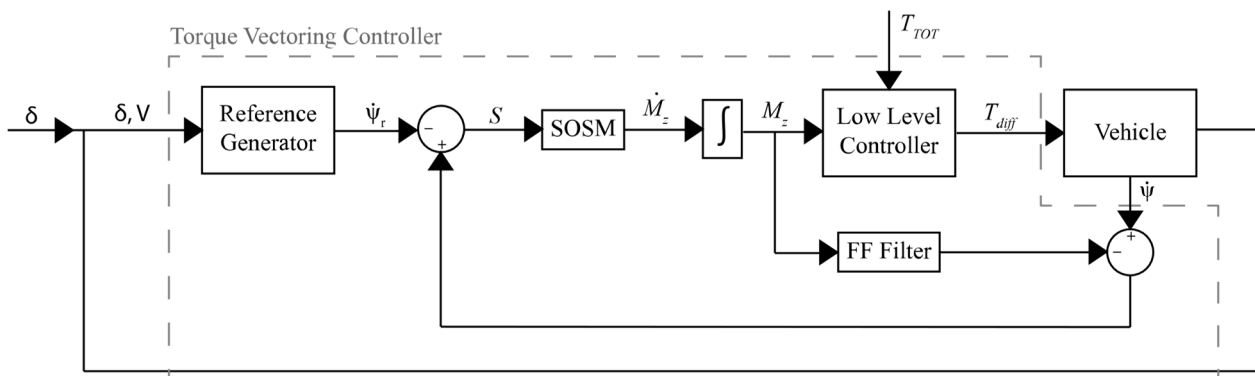 T_TOT
Torque Vectoring Controller
δ
δ, V
Reference
Generator
ψ̇_r
−
+
S
SOSM
Ṁ_z
∫
M_z
Low Level
Controller
T_diff
Vehicle
ψ̇
+
−
FF Filter